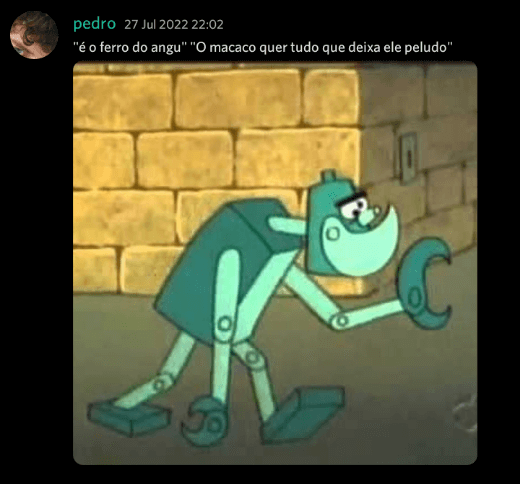 pedro 27 Jul 2022 22:02
"é o ferro do angu" "O macaco quer tudo que deixa ele peludo"